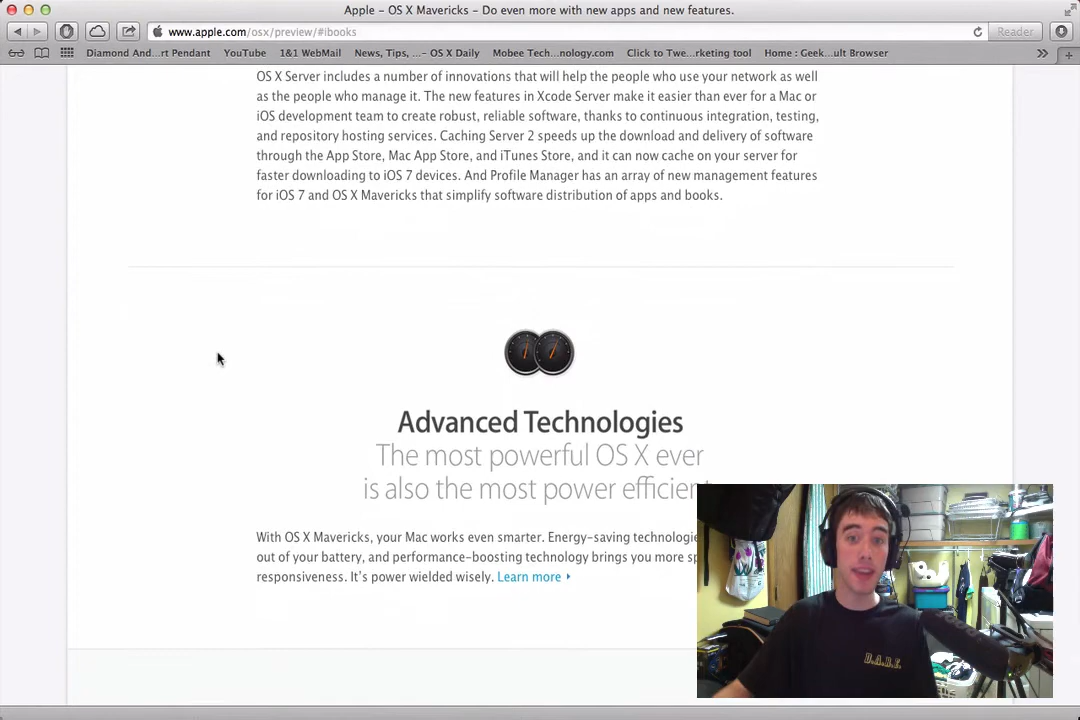 Apple - OS X Mavericks - Do even more with new apps and new features.
www.apple.com/osx/preview/#ibooks
Reader
Diamond And...rt Pendant YouTube 1&1 WebMail News, Tips, ...- OS X Daily Mobee Tech...nology.com Click to Twe...rketing tool Home : Geek...ult Browser
OS X Server includes a number of innovations that will help the people who use your network as well
as the people who manage it. The new features in Xcode Server make it easier than ever for a Mac or
iOS development team to create robust, reliable software, thanks to continuous integration, testing,
and repository hosting services. Caching Server 2 speeds up the download and delivery of software
through the App Store, Mac App Store, and iTunes Store, and it can now cache on your server for
faster downloading to iOS 7 devices. And Profile Manager has an array of new management features
for iOS 7 and OS X Mavericks that simplify software distribution of apps and books.
Advanced Technologies
The most powerful OS X ever
is also the most power efficient
With OS X Mavericks, your Mac works even smarter. Energy-saving technologie
out of your battery, and performance-boosting technology brings you more sp
responsiveness. It's power wielded wisely. Learn more
D.A.R.E.